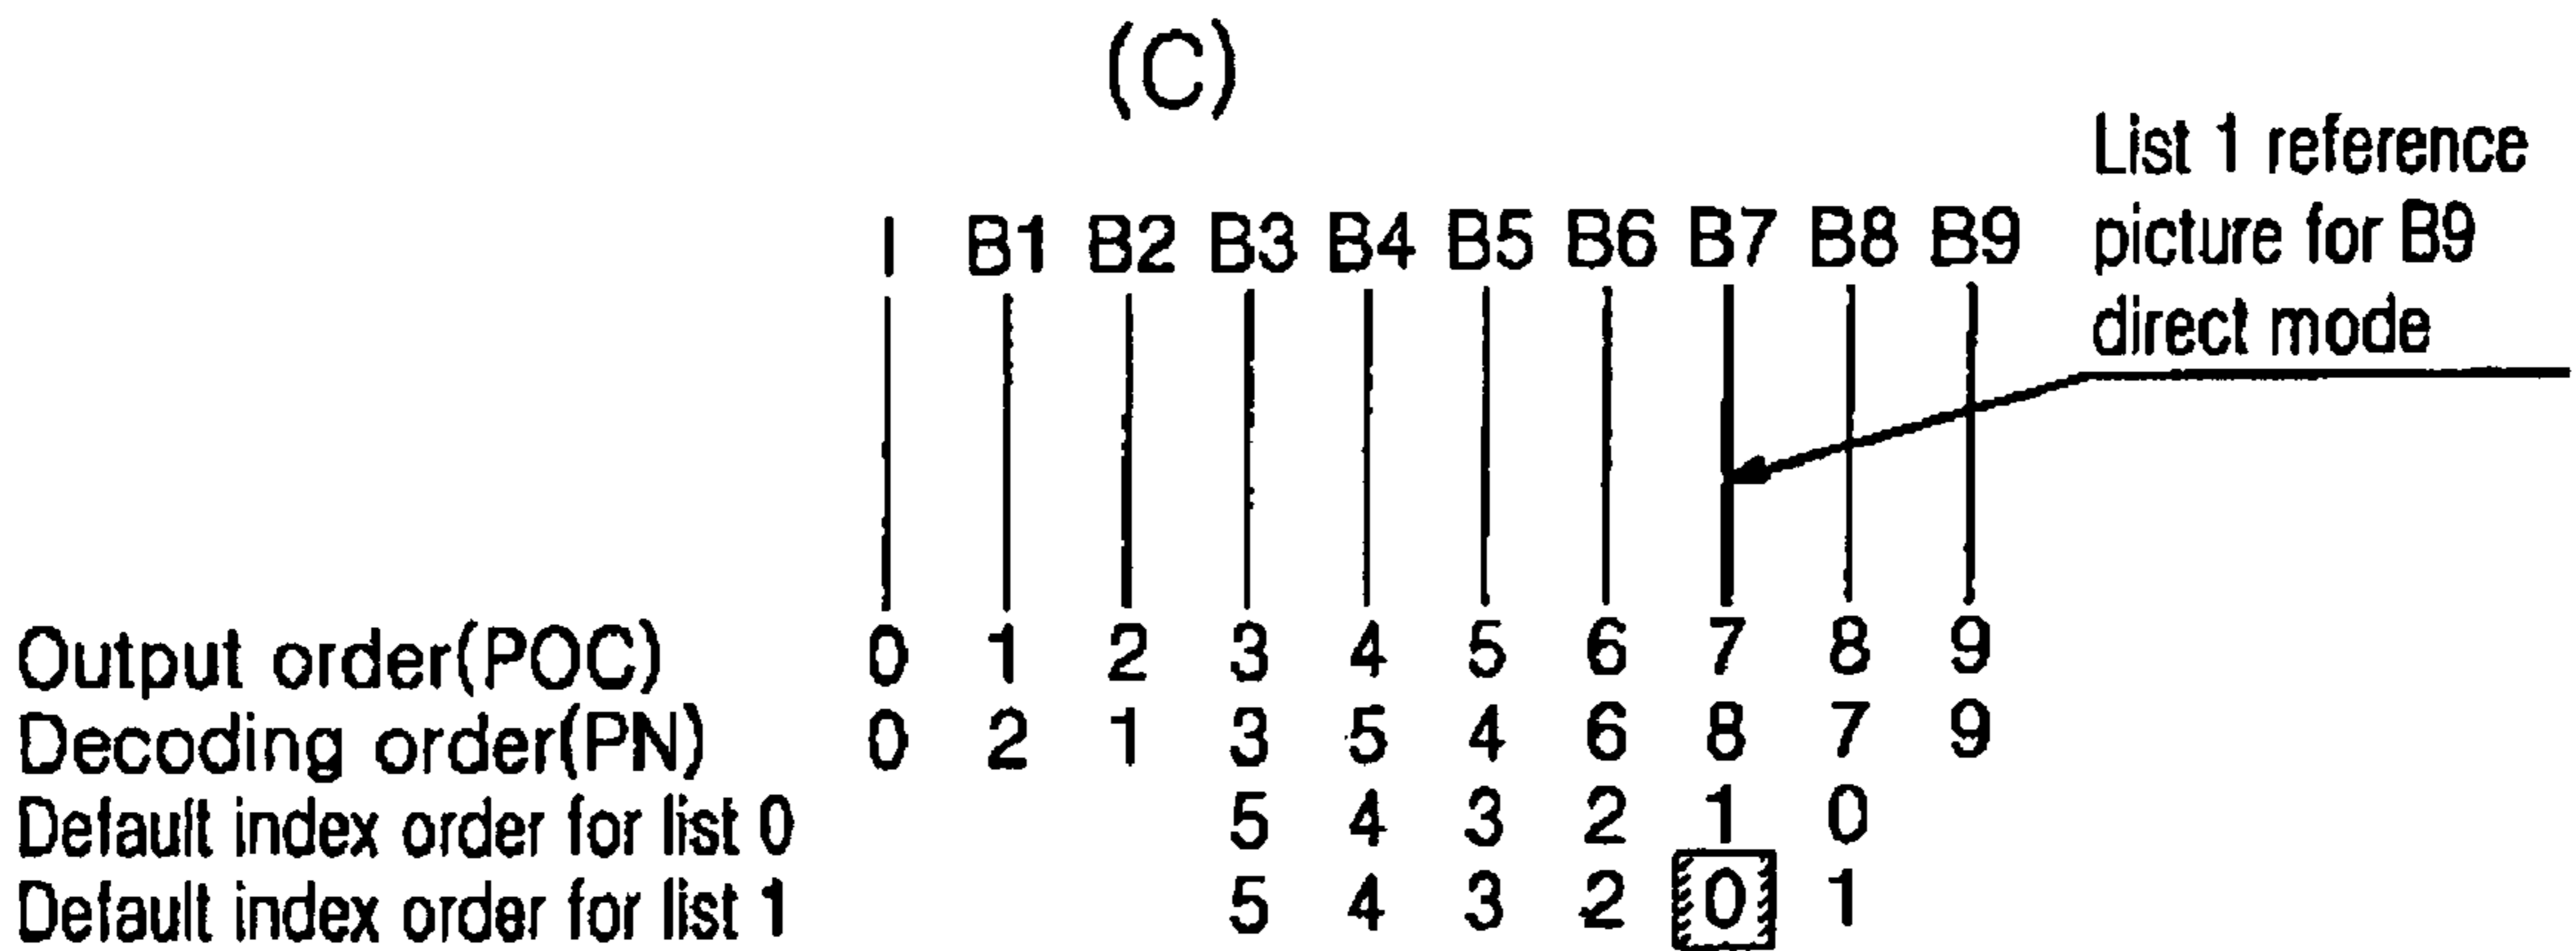 (C)
List 1 reference
picture for B9
direct mode
I B1 B2 B3 B4 B5 B6 B7 B8 B9
Output order(POC) 0 1 2 3 4 5 6 7 8 9
Decoding order(PN) 0 2 1 3 5 4 6 8 7 9
Default index order for list 0 5 4 3 2 1 0
Default index order for list 1 5 4 3 2 0 1